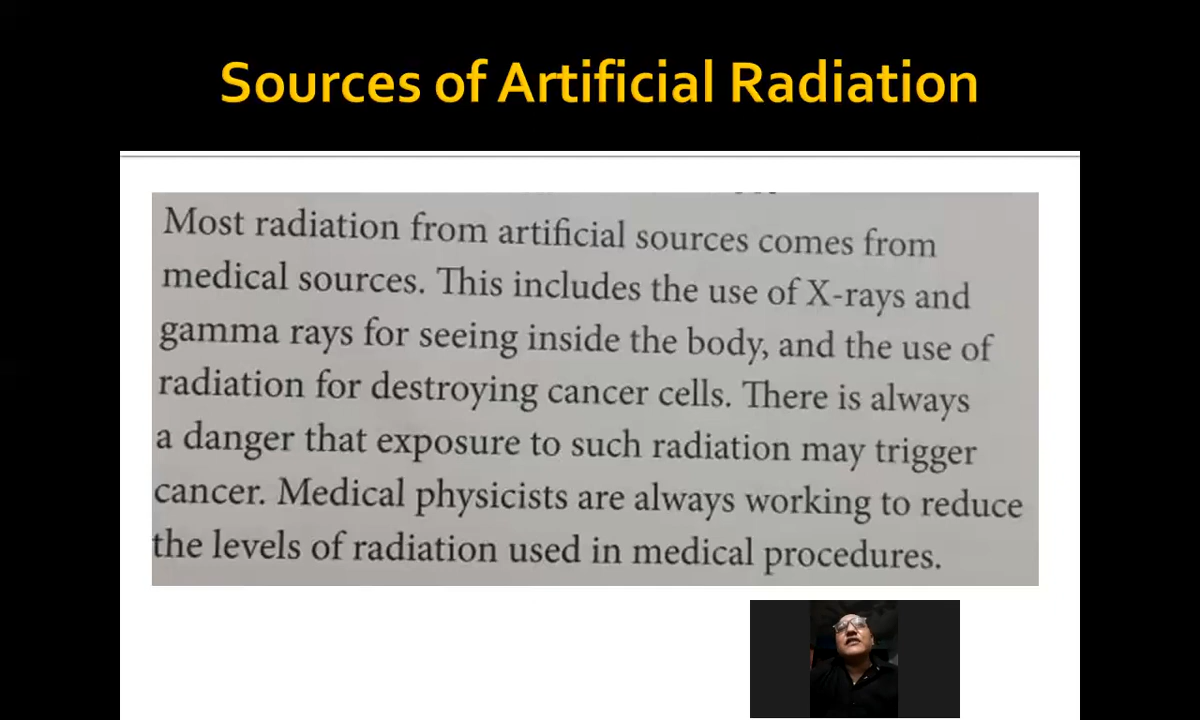 Sources of Artificial Radiation
Most radiation from artificial sources comes from
medical sources. This includes the use of X-rays and
gamma rays for seeing inside the body, and the use of
radiation for destroying cancer cells. There is always
a danger that exposure to such radiation may trigger
cancer. Medical physicists are always working to reduce
the levels of radiation used in medical procedures.